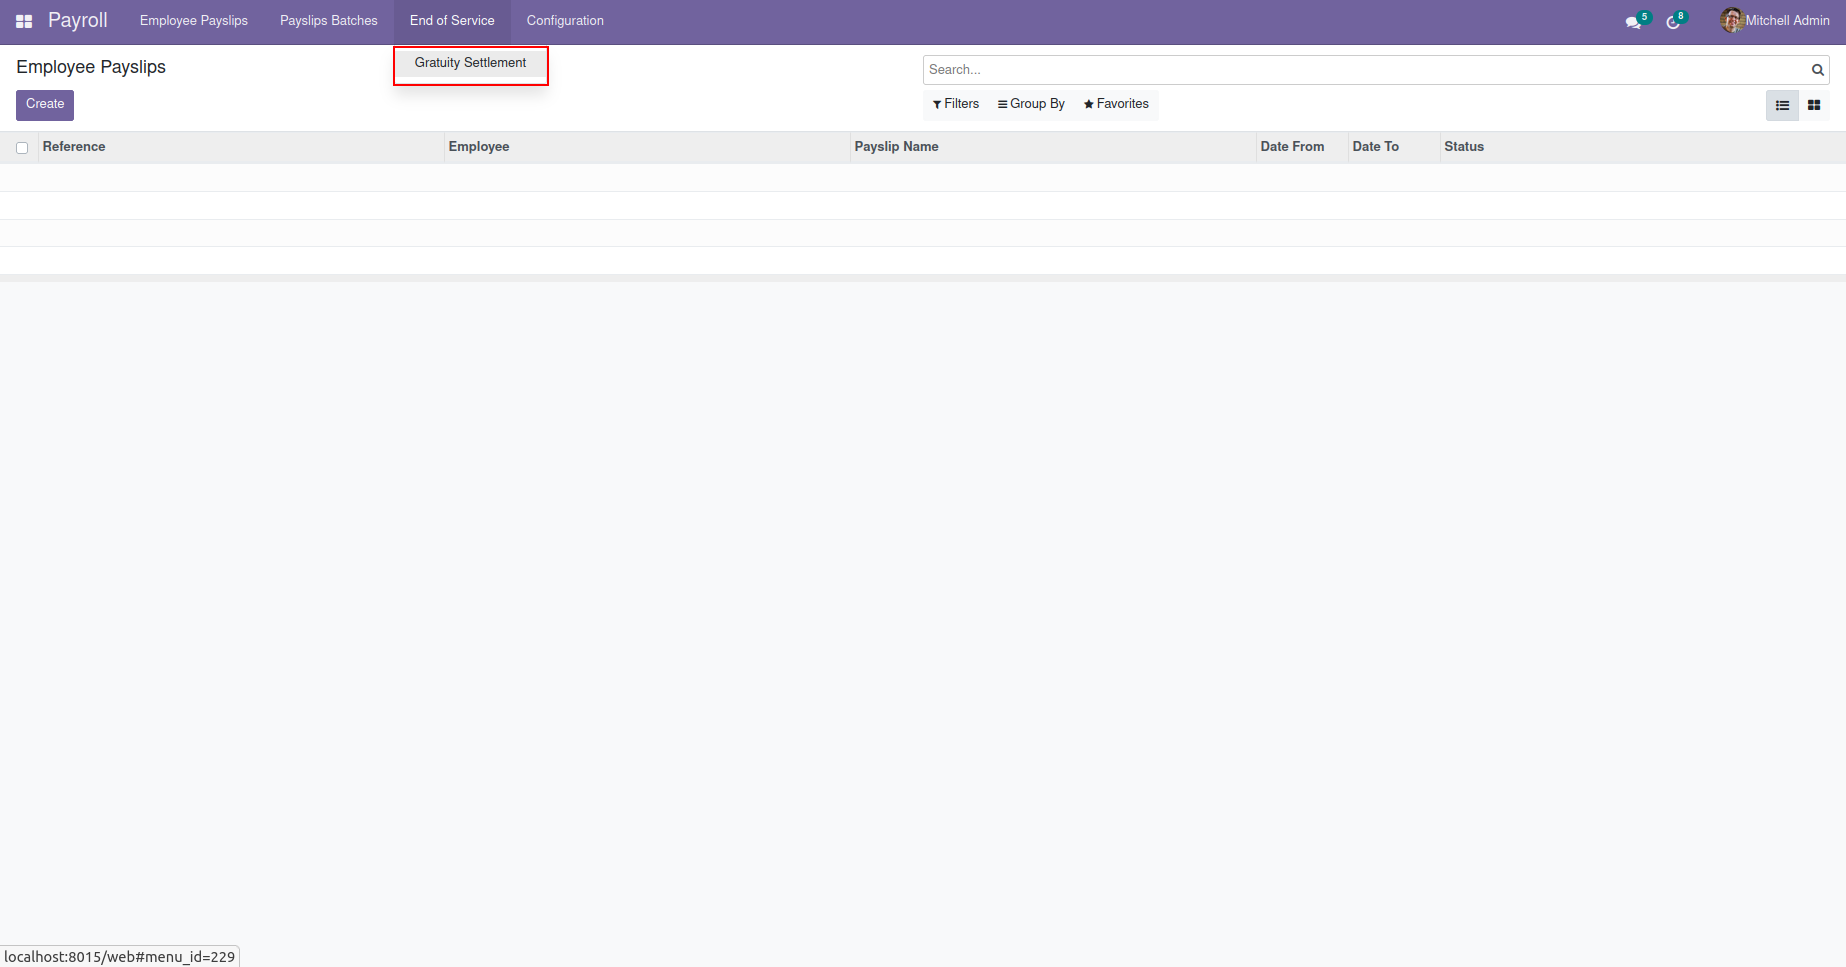 Payroll Employee Payslips Payslips Batches End of Service Configuration 5 8 Mitchell Admin
Employee Payslips
Gratuity Settlement
Search...
Create
Filters Group By Favorites
Reference Employee Payslip Name Date From Date To Status
localhost:8015/web#menu_id=229